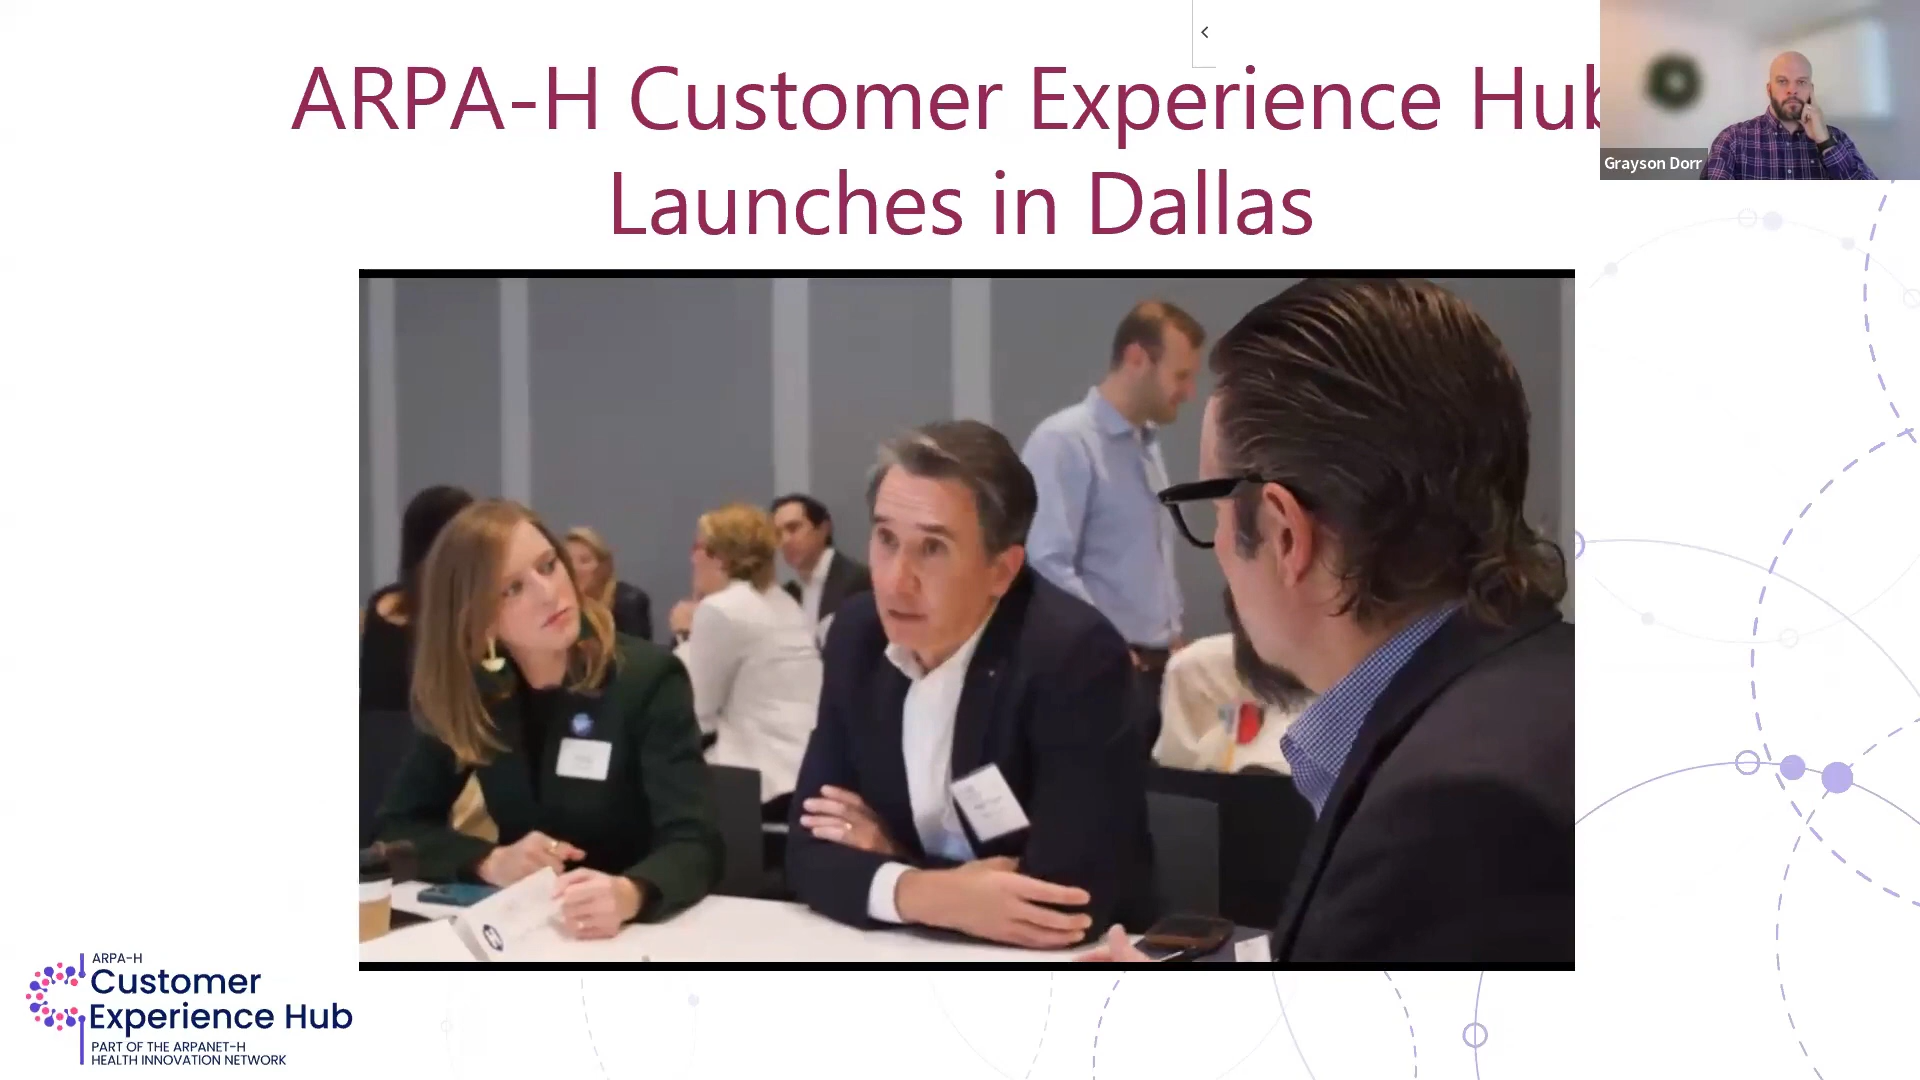 ARPA-H Customer Experience Hub
Launches in Dallas
Grayson Dorr
ARPA-H
Customer
Experience Hub
PART OF THE ARPANET-H
HEALTH INNOVATION NETWORK